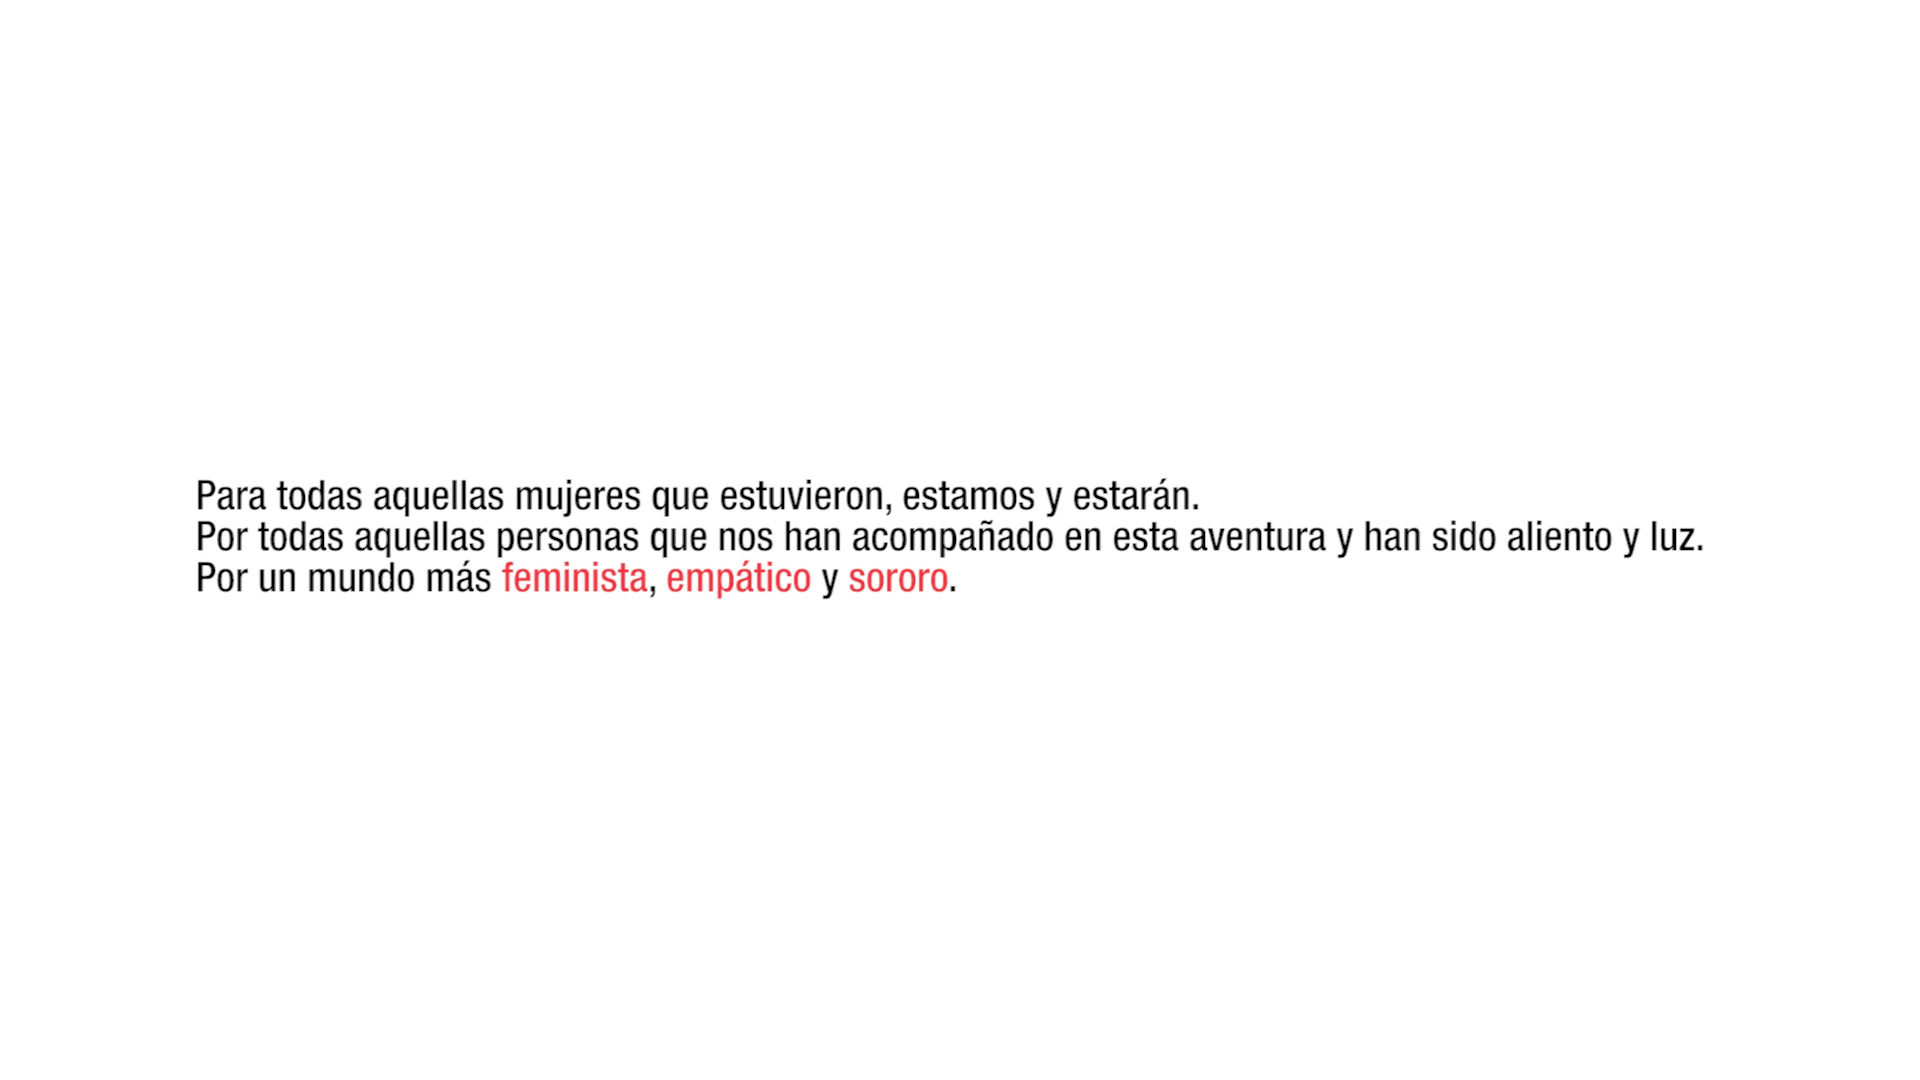 Para todas aquellas mujeres que estuvieron, estamos y estarán.
Por todas aquellas personas que nos han acompañado en esta aventura y han sido aliento y luz.
Por un mundo más feminista, empático y sororo.